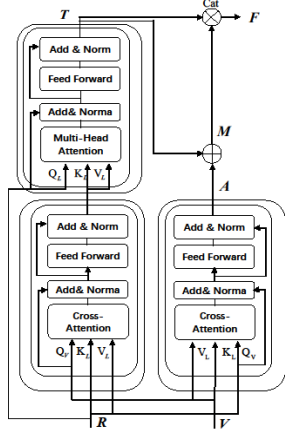 T
Cat
F
Add & Norm
Feed Forward
Add& Norma
Multi-Head
Attention
Q_L K_L V_L
M
A
Add & Norm
Feed Forward
Add& Norma
Cross-
Attention
Q_V K_L V_L
Add & Norm
Feed Forward
Add& Norma
Cross-
Attention
V_L K_L Q_V
R
V